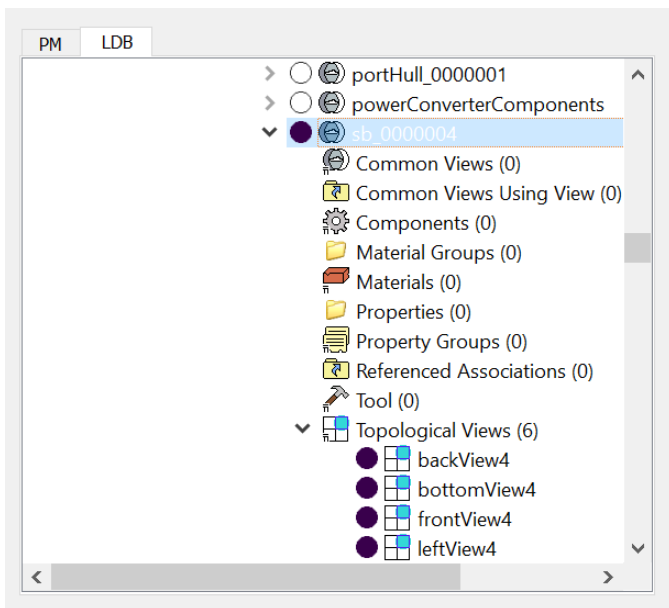 PM LDB
portHull_0000001
powerConverterComponents
sb_0000004
Common Views (0)
Common Views Using View (0)
Components (0)
Material Groups (0)
Materials (0)
Properties (0)
Property Groups (0)
Referenced Associations (0)
Tool (0)
Topological Views (6)
backView4
bottomView4
frontView4
leftView4